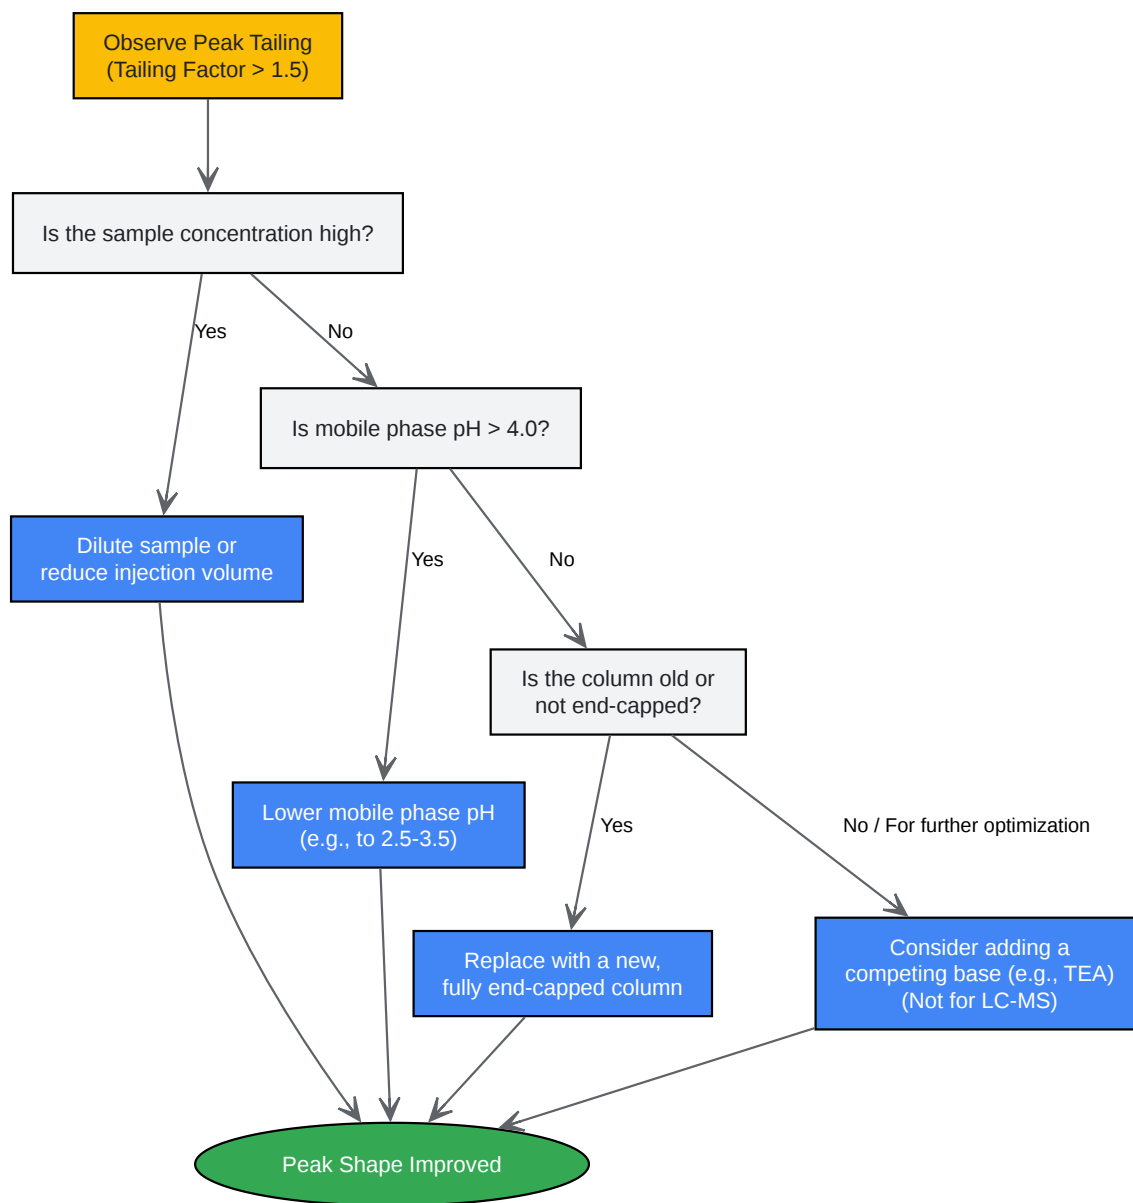 Observe Peak Tailing
(Tailing Factor > 1.5)
Is the sample concentration high?
Yes
No
Is mobile phase pH > 4.0?
Dilute sample or
reduce injection volume
Yes
No
Is the column old or
not end-capped?
Lower mobile phase pH
(e.g., to 2.5-3.5)
Yes
No / For further optimization
Replace with a new,
fully end-capped column
Consider adding a
competing base (e.g., TEA)
(Not for LC-MS)
Peak Shape Improved